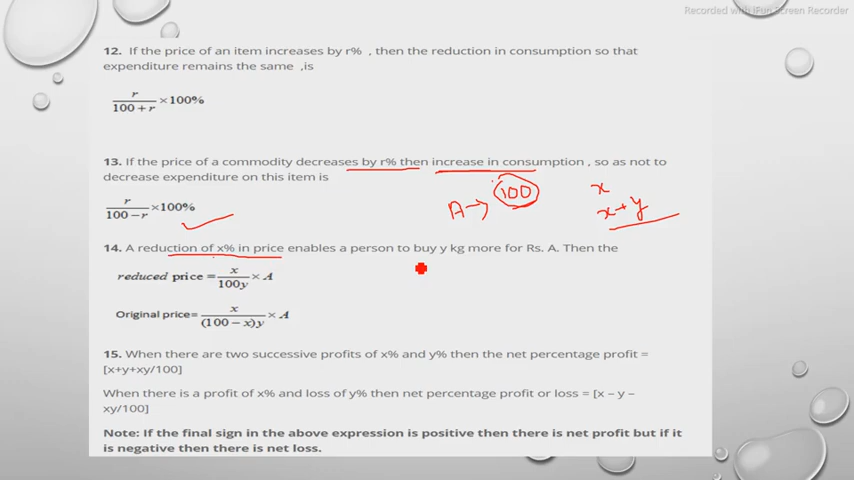 Recorded with iFun Screen Recorder
12. If the price of an item increases by r% , then the reduction in consumption so that
expenditure remains the same ,is
r/(100 + r) ×100%
13. If the price of a commodity decreases by r% then increase in consumption , so as not to
decrease expenditure on this item is
r/(100−r) ×100%
100
A→
x
x+y
14. A reduction of x% in price enables a person to buy y kg more for Rs. A. Then the
reduced price = x/100y × A
Original price= x/(100 − x)y × A
15. When there are two successive profits of x% and y% then the net percentage profit =
[x+y+xy/100]
When there is a profit of x% and loss of y% then net percentage profit or loss = [x – y –
xy/100]
Note: If the final sign in the above expression is positive then there is net profit but if it
is negative then there is net loss.